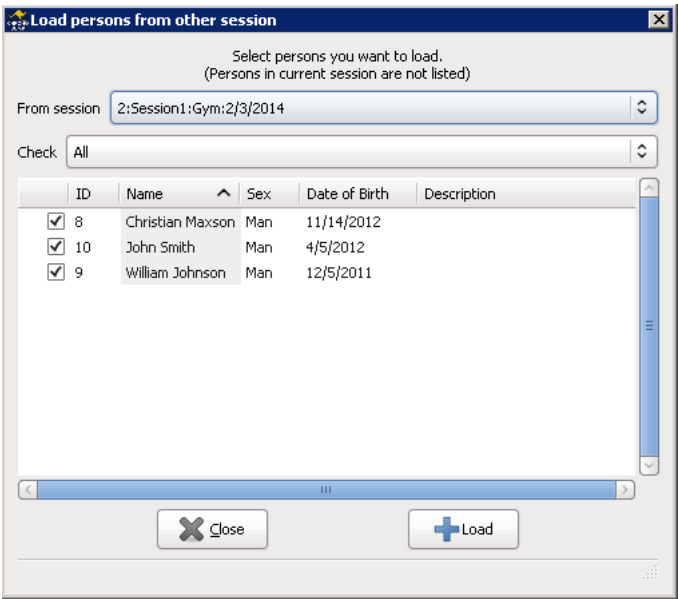 Load persons from other session
Select persons you want to load.
(Persons in current session are not listed)
From session 2:Session1:Gym:2/3/2014
Check All
ID Name Sex Date of Birth Description
8 Christian Maxson Man 11/14/2012
10 John Smith Man 4/5/2012
9 William Johnson Man 12/5/2011
Close Load